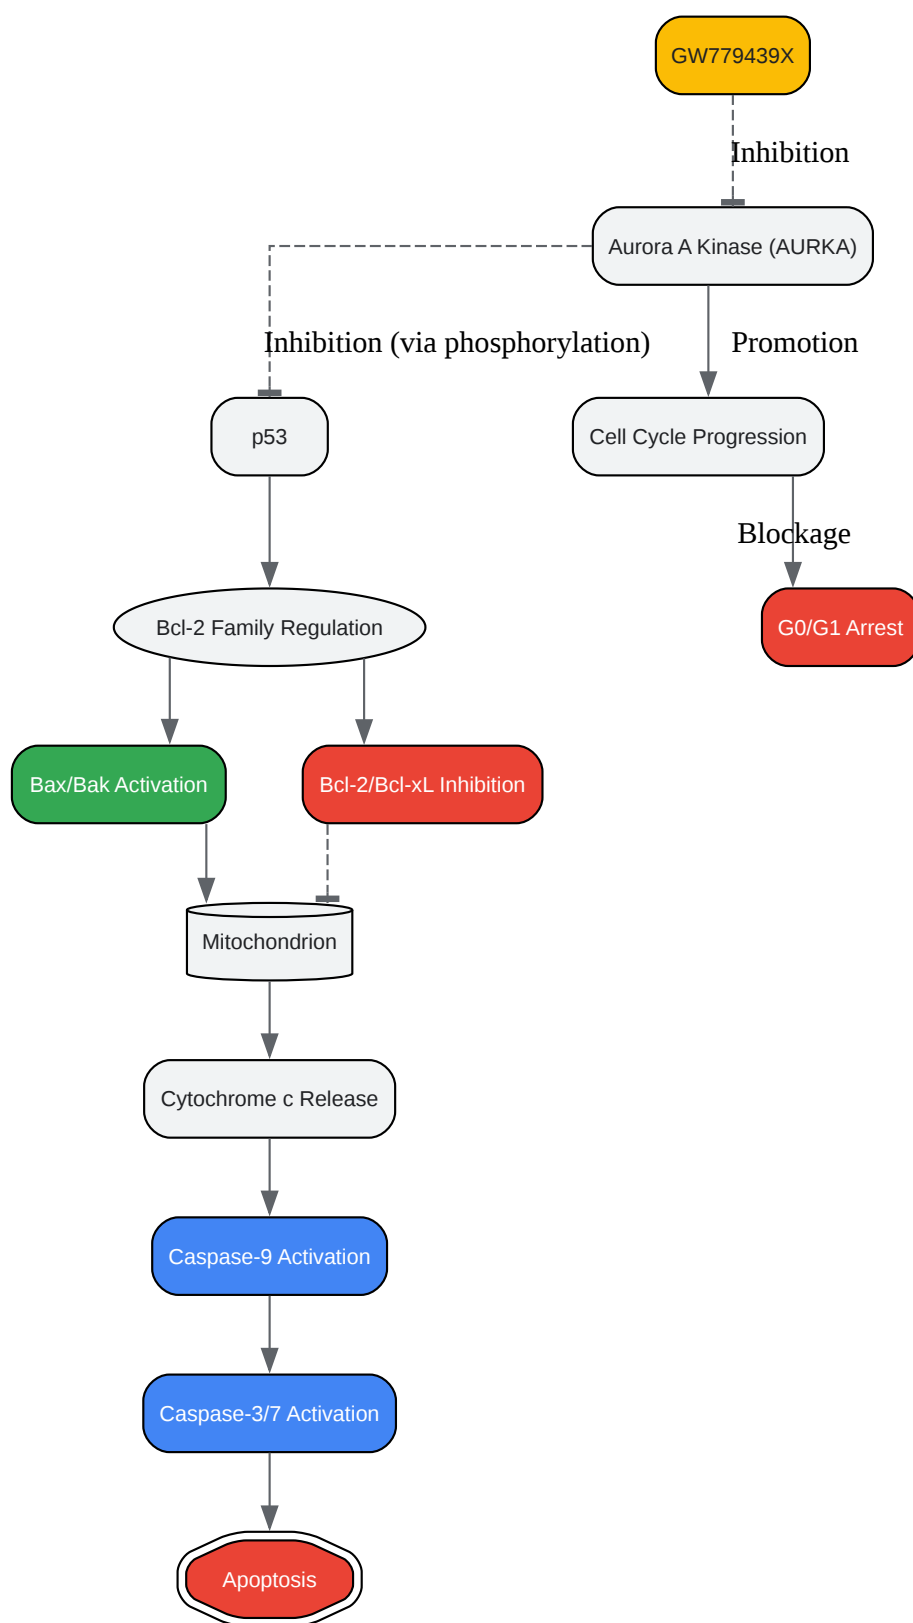 GW779439X
Inhibition
Aurora A Kinase (AURKA)
Inhibition (via phosphorylation)
Promotion
p53
Cell Cycle Progression
Blockage
Bcl-2 Family Regulation
G0/G1 Arrest
Bax/Bak Activation
Bcl-2/Bcl-xL Inhibition
Mitochondrion
Cytochrome c Release
Caspase-9 Activation
Caspase-3/7 Activation
Apoptosis